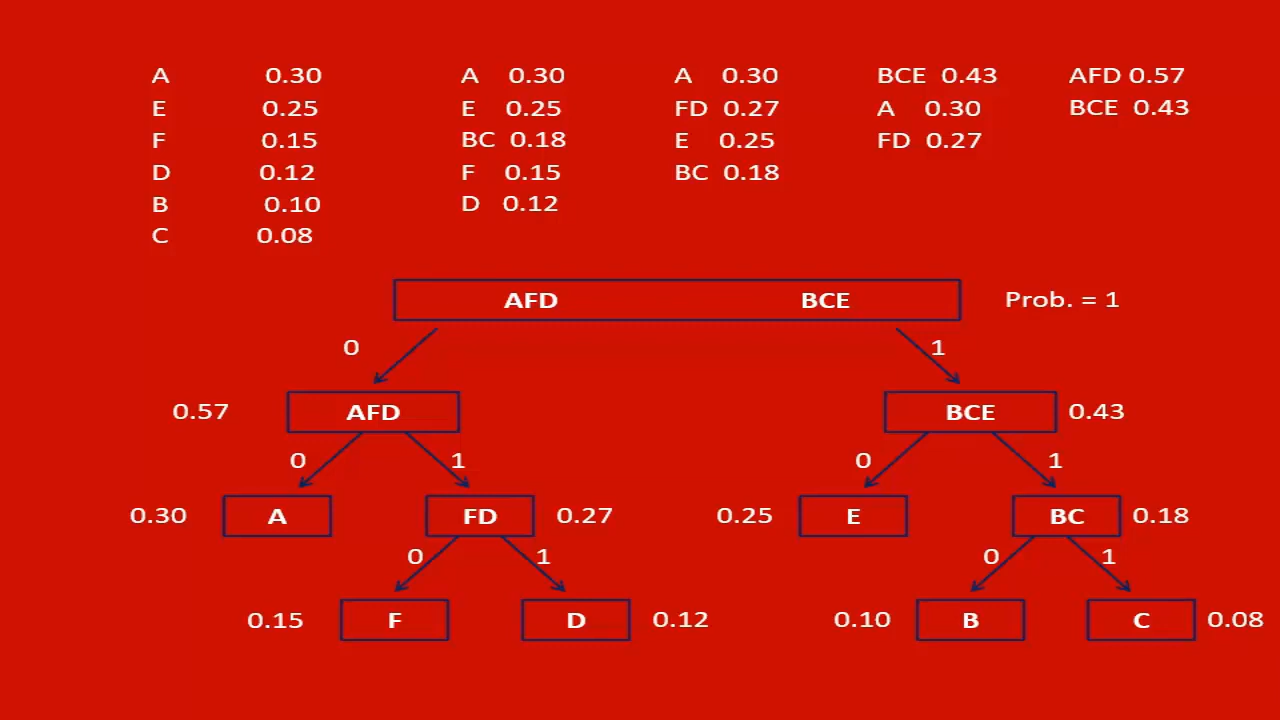 A 0.30 A 0.30 A 0.30 BCE 0.43 AFD 0.57
E 0.25 E 0.25 FD 0.27 A 0.30 BCE 0.43
F 0.15 BC 0.18 E 0.25 FD 0.27
D 0.12 F 0.15 BC 0.18
B 0.10 D 0.12
C 0.08
AFD BCE Prob. = 1
0 1
0.57 AFD BCE 0.43
0 1 0 1
0.30 A FD 0.27 0.25 E BC 0.18
0 1 0 1
0.15 F D 0.12 0.10 B C 0.08